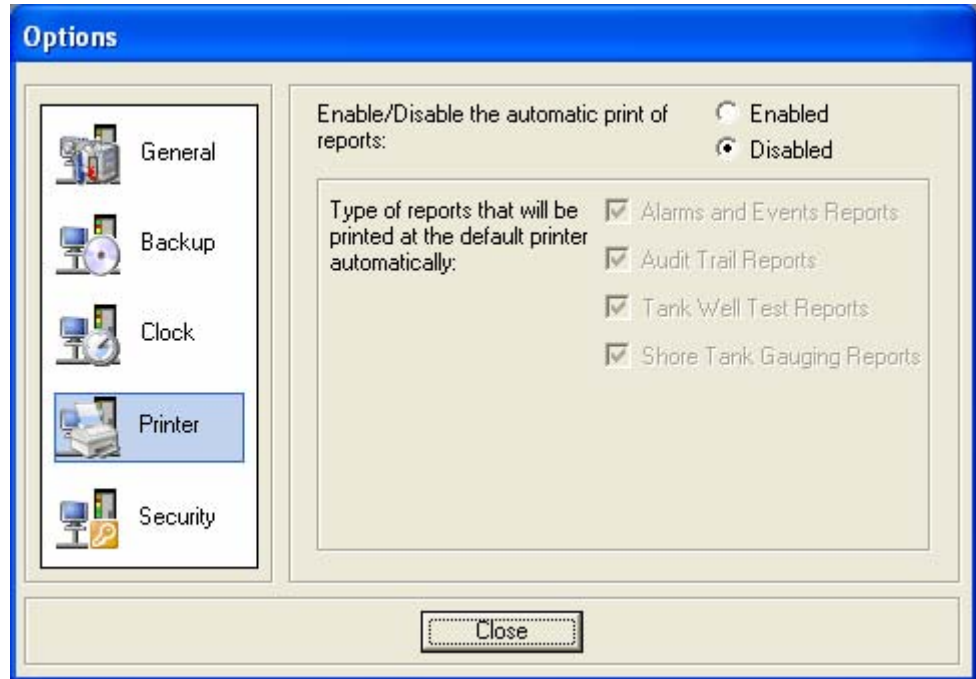 Options
General
Backup
Clock
Printer
Security
Enable/Disable the automatic print of
reports:
Enabled
Disabled
Type of reports that will be
printed at the default printer
automatically:
Alarms and Events Reports
Audit Trail Reports
Tank Well Test Reports
Shore Tank Gauging Reports
Close